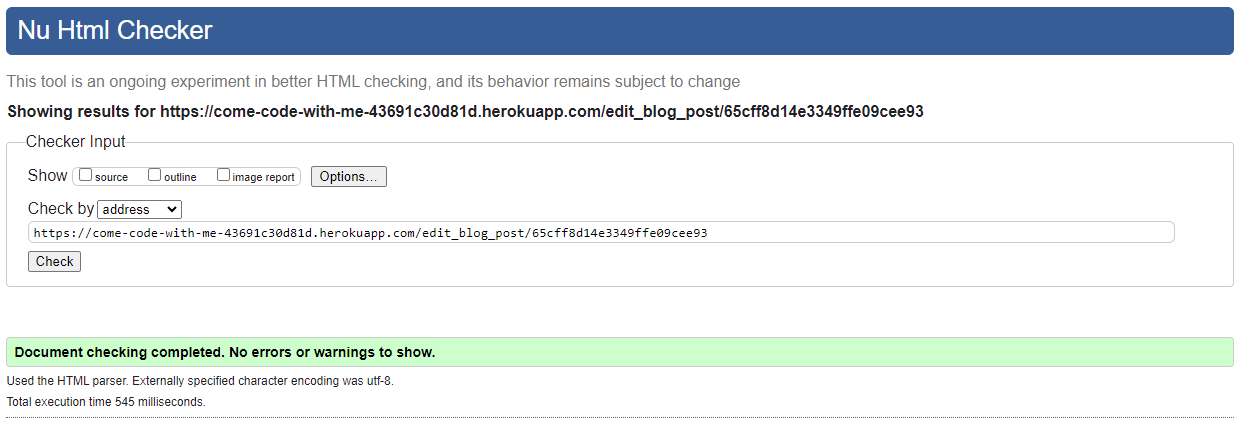 Nu Html Checker
This tool is an ongoing experiment in better HTML checking, and its behavior remains subject to change
Showing results for https://come-code-with-me-43691c30d81d.herokuapp.com/edit_blog_post/65cff8d14e3349ffe09cee93
Checker Input
Show source outline image report Options...
Check by address
https://come-code-with-me-43691c30d81d.herokuapp.com/edit_blog_post/65cff8d14e3349ffe09cee93
Check
Document checking completed. No errors or warnings to show.
Used the HTML parser. Externally specified character encoding was utf-8.
Total execution time 545 milliseconds.